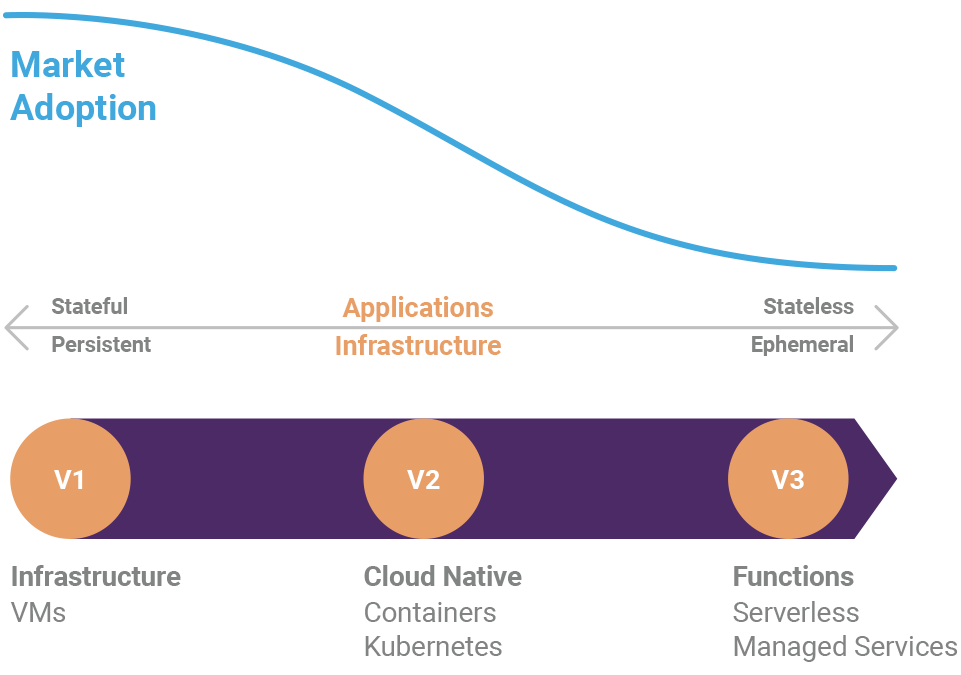 Market
Adoption
Stateful
Applications
Stateless
Persistent
Infrastructure
Ephemeral
V1
V2
V3
Infrastructure
VMs
Cloud Native
Containers
Kubernetes
Functions
Serverless
Managed Services